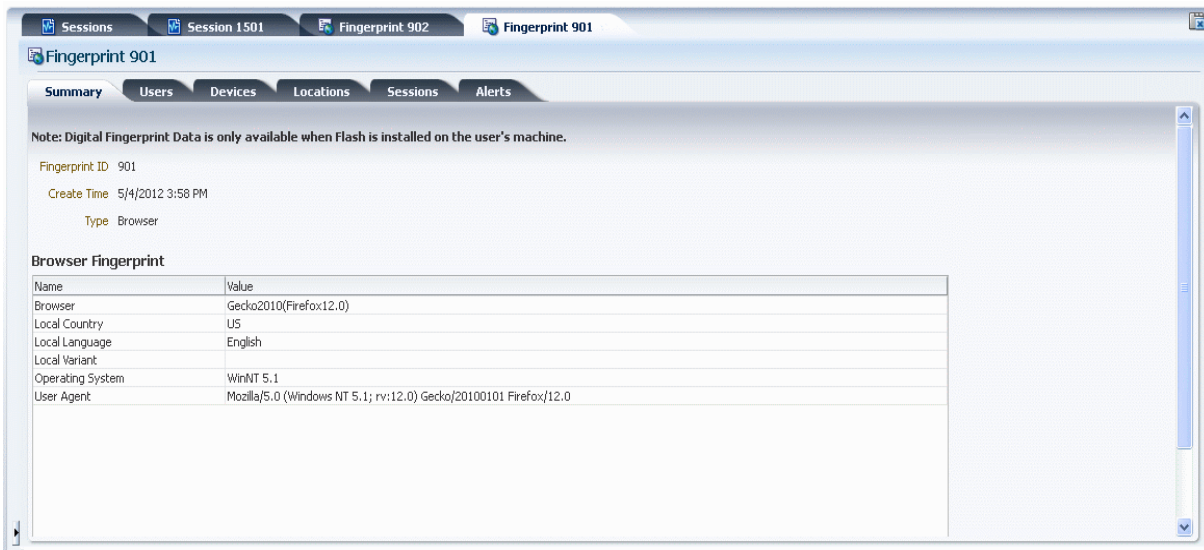 Sessions Session 1501 Fingerprint 902 Fingerprint 901
Fingerprint 901
Summary Users Devices Locations Sessions Alerts
Note: Digital Fingerprint Data is only available when Flash is installed on the user's machine.
Fingerprint ID 901
Create Time 5/4/2012 3:58 PM
Type Browser
Browser Fingerprint
Name Value
Browser Gecko2010(Firefox12.0)
Local Country US
Local Language English
Local Variant
Operating System WinNT 5.1
User Agent Mozilla/5.0 (Windows NT 5.1; rv:12.0) Gecko/20100101 Firefox/12.0